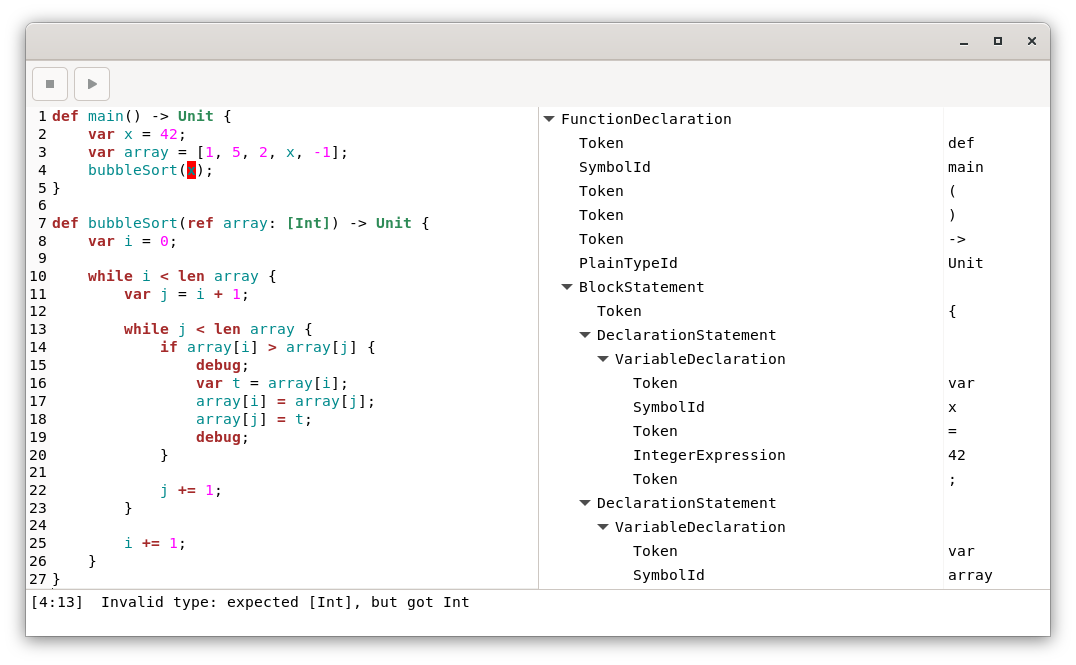 1 def main() -> Unit {
2     var x = 42;
3     var array = [1, 5, 2, x, -1];
4     bubbleSort(x);
5 }
6
7 def bubbleSort(ref array: [Int]) -> Unit {
8     var i = 0;
9
10     while i < len array {
11         var j = i + 1;
12
13         while j < len array {
14             if array[i] > array[j] {
15                 debug;
16                 var t = array[i];
17                 array[i] = array[j];
18                 array[j] = t;
19                 debug;
20             }
21
22             j += 1;
23         }
24
25         i += 1;
26     }
27 }
FunctionDeclaration
Token def
SymbolId main
Token (
Token )
Token ->
PlainTypeId Unit
BlockStatement
Token {
DeclarationStatement
VariableDeclaration
Token var
SymbolId x
Token =
IntegerExpression 42
Token ;
DeclarationStatement
VariableDeclaration
Token var
SymbolId array
[4:13]  Invalid type: expected [Int], but got Int